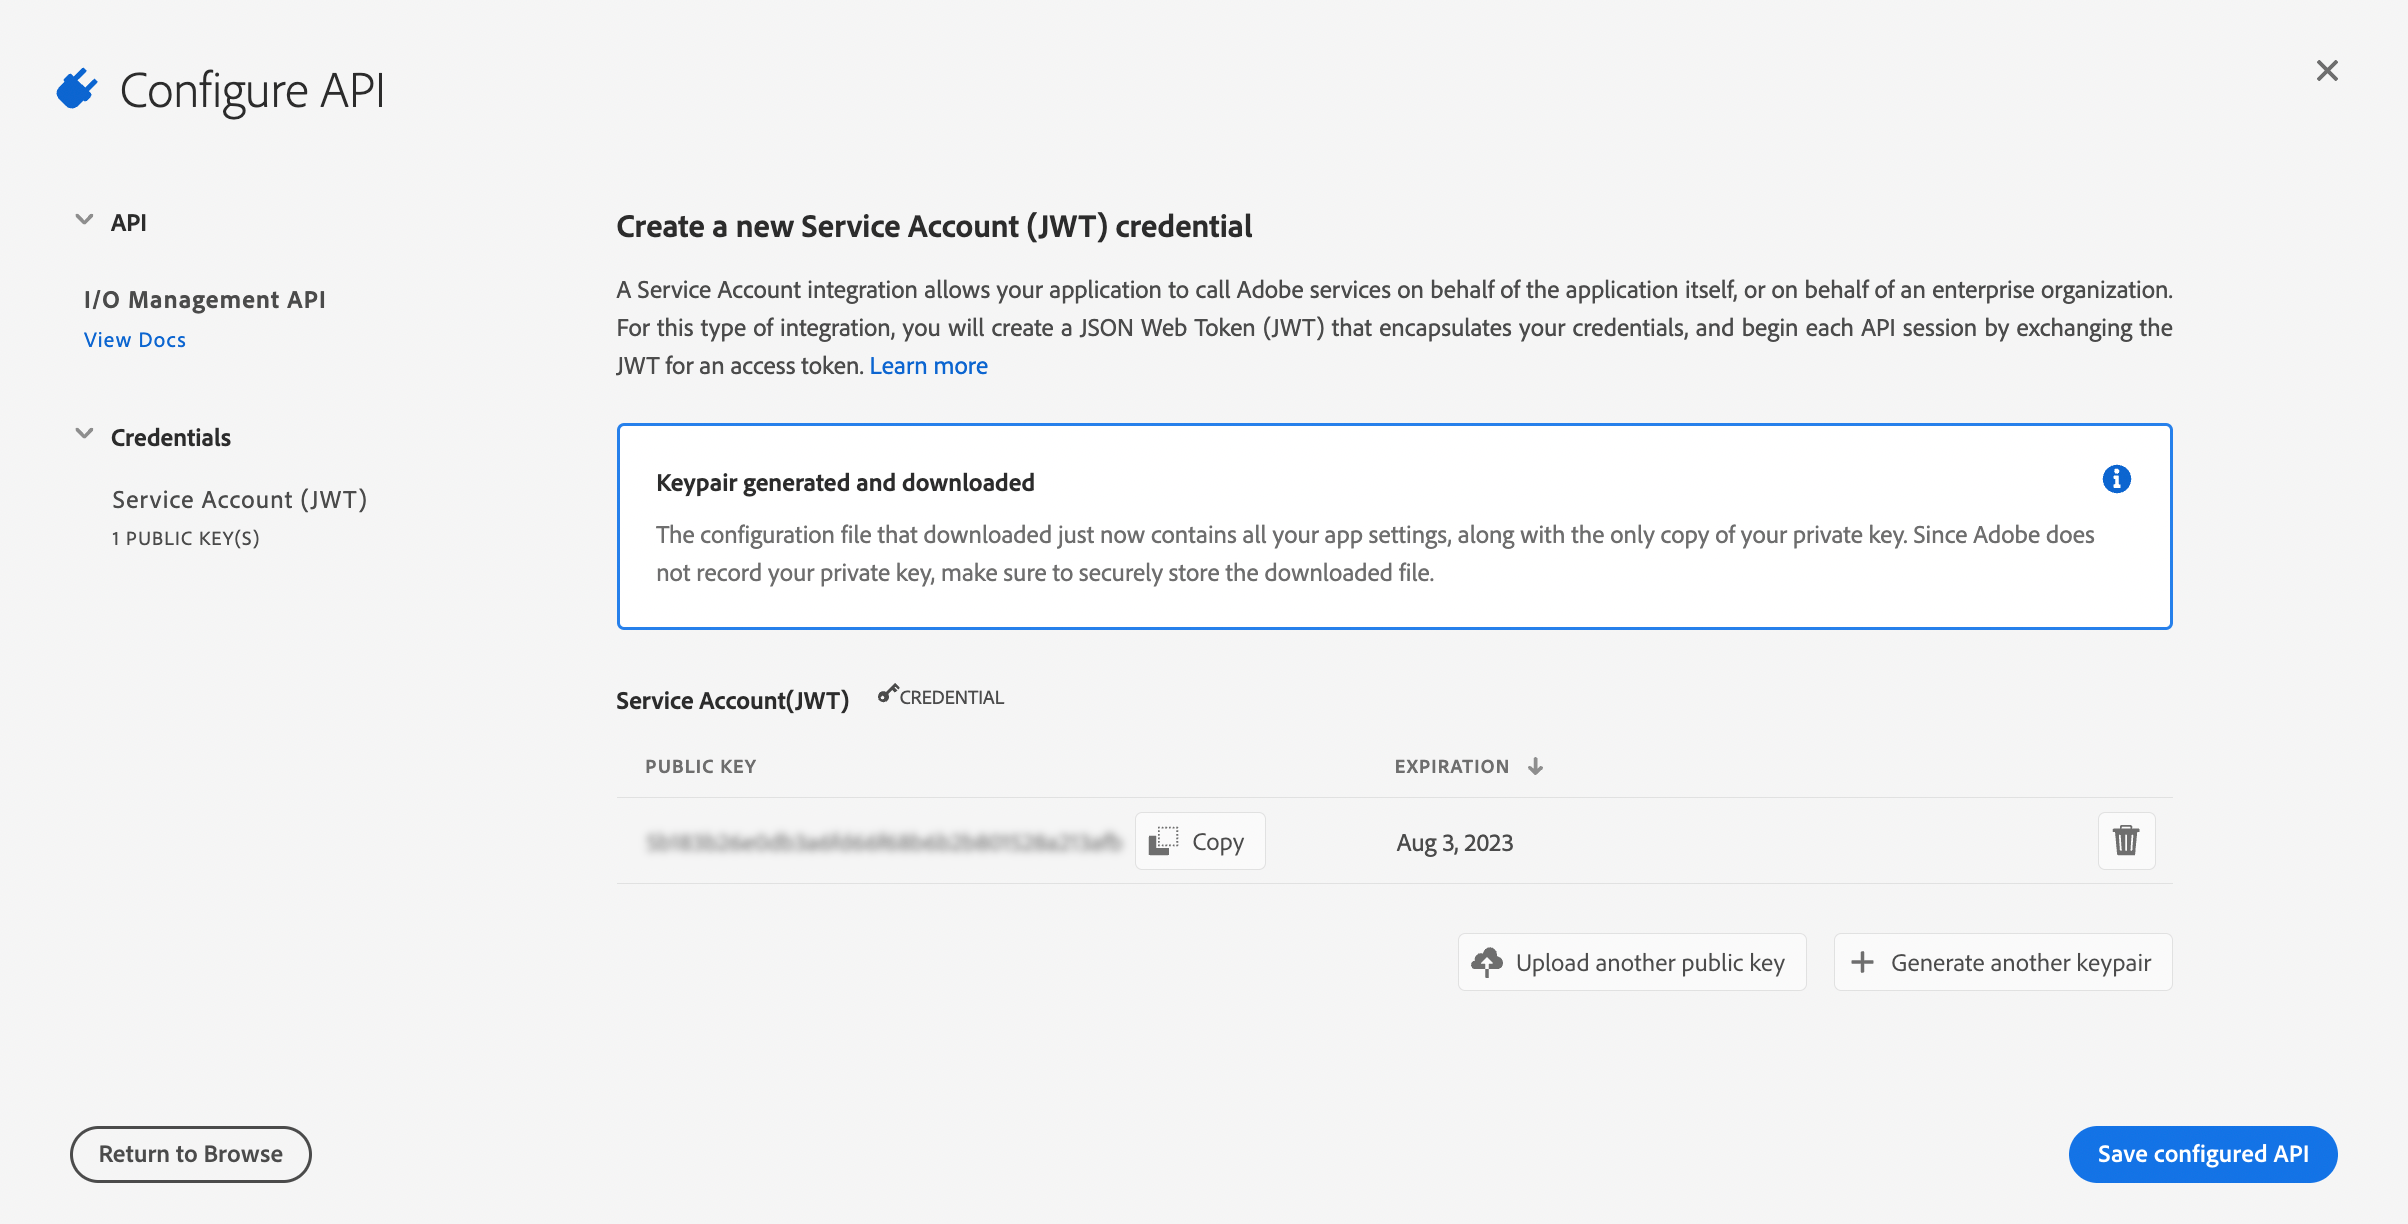 Configure API
API
I/O Management API
View Docs
Credentials
Service Account (JWT)
1 PUBLIC KEY(S)
Create a new Service Account (JWT) credential
A Service Account integration allows your application to call Adobe services on behalf of the application itself, or on behalf of an enterprise organization.
For this type of integration, you will create a JSON Web Token (JWT) that encapsulates your credentials, and begin each API session by exchanging the
JWT for an access token. Learn more
Keypair generated and downloaded
The configuration file that downloaded just now contains all your app settings, along with the only copy of your private key. Since Adobe does
not record your private key, make sure to securely store the downloaded file.
Service Account(JWT) CREDENTIAL
PUBLIC KEY EXPIRATION
Copy Aug 3, 2023
Upload another public key Generate another keypair
Return to Browse Save configured API